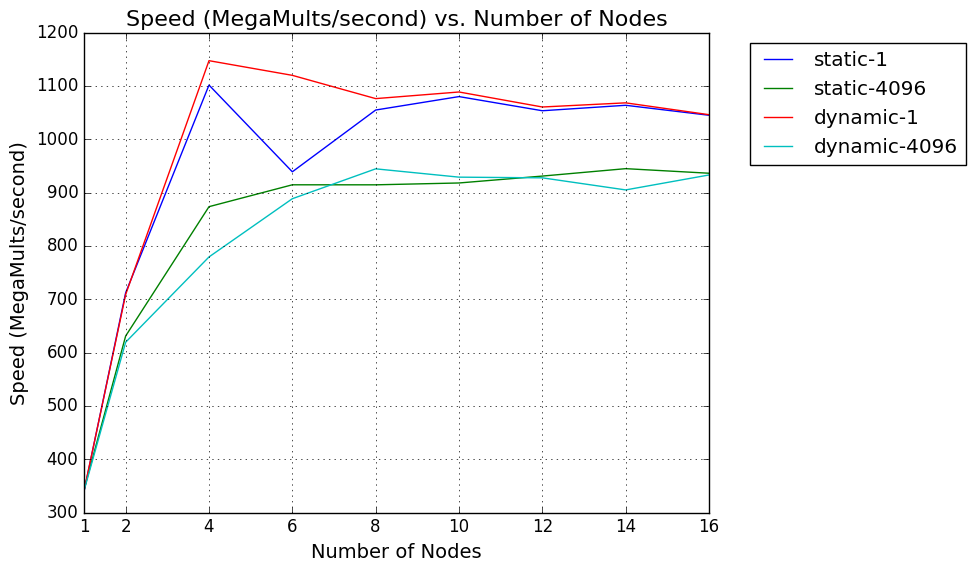 Speed (MegaMults/second) vs. Number of Nodes
1200
1100
1000
900
800
700
600
500
400
300
Speed (MegaMults/second)
1 2 4 6 8 10 12 14 16
Number of Nodes
static-1
static-4096
dynamic-1
dynamic-4096